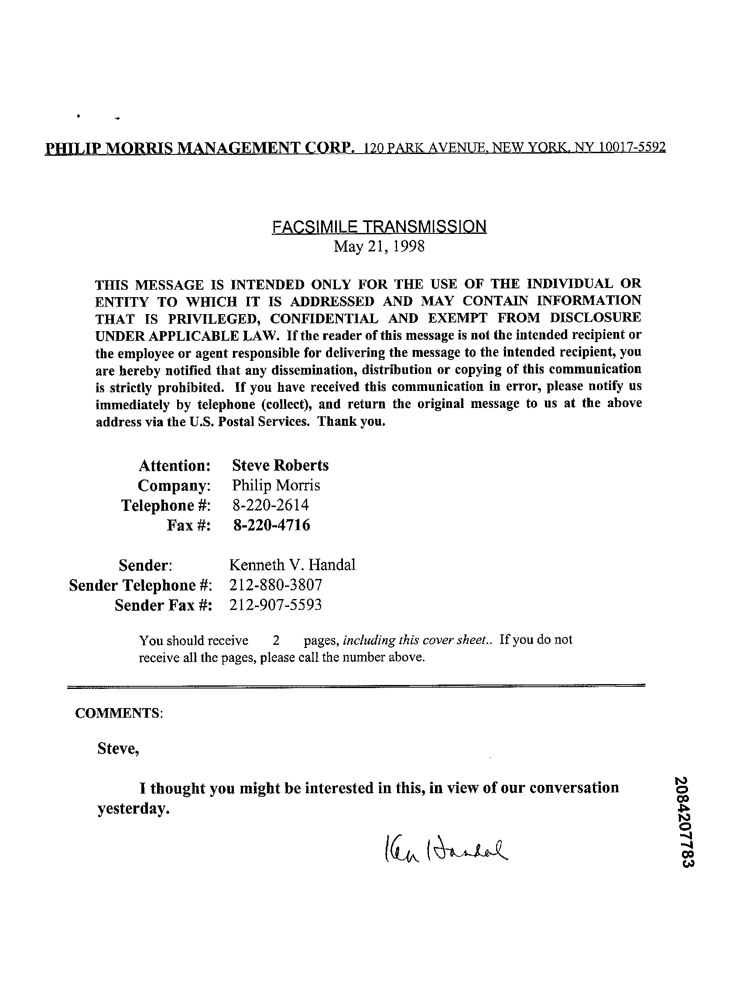 PHILIP MORRIS MANAGEMENT CORP. 120 PARK AVENUE, NEW YORK, NY 10017-5592
FACSIMILE TRANSMISSION
May 21, 1998
THIS MESSAGE IS INTENDED ONLY FOR THE USE OF THE INDIVIDUAL OR
ENTITY TO WHICH IT IS ADDRESSED AND MAY CONTAIN INFORMATION
THAT IS PRIVILEGED, CONFIDENTIAL AND EXEMPT FROM DISCLOSURE
UNDER APPLICABLE LAW. If the reader of this message is not the intended recipient or
the employee or agent responsible for delivering the message to the intended recipient, you
are hereby notified that any dissemination, distribution or copying of this communication
is strictly prohibited. If you have received this communication in error, please notify us
immediately by telephone (collect), and return the original message to us at the above
address via the U.S. Postal Services. Thank you.
Attention: Steve Roberts
Company: Philip Morris
Telephone #: 8-220-2614
Fax #: 8-220-4716
Sender: Kenneth V. Handal
Sender Telephone #: 212-880-3807
Sender Fax #: 212-907-5593
You should receive 2 pages, including this cover sheet.. If you do not
receive all the pages, please call the number above.
COMMENTS:
Steve,
I thought you might be interested in this, in view of our conversation
yesterday.
Ken Handal
2084207783